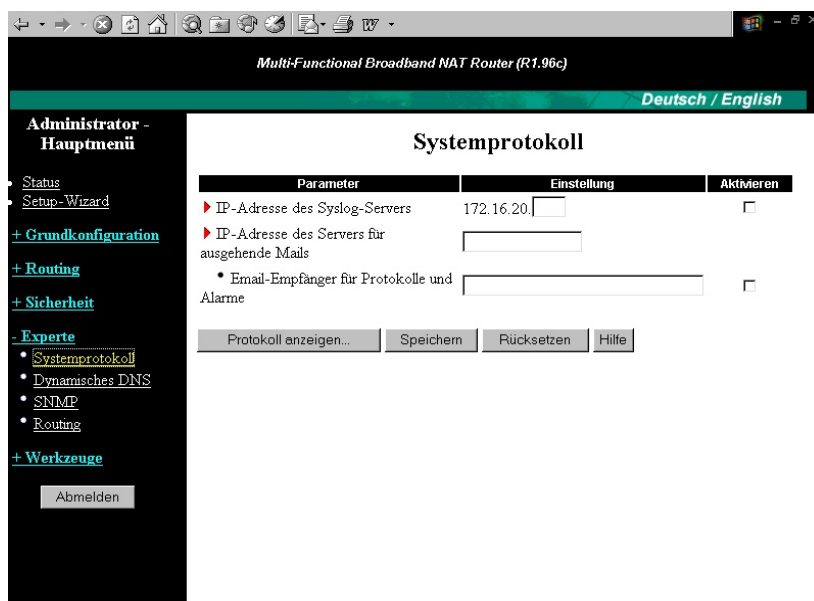 Multi-Functional Broadband NAT Router (R1.96c)
Deutsch / English
Administrator -
Hauptmenü
Status
Setup-Wizard
+ Grundkonfiguration
+ Routing
+ Sicherheit
- Experte
Systemprotokoll
Dynamisches DNS
SNMP
Routing
+ Werkzeuge
Abmelden
Systemprotokoll
Parameter Einstellung Aktivieren
IP-Adresse des Syslog-Servers 172.16.20.
IP-Adresse des Servers für
ausgehende Mails
Email-Empfänger für Protokolle und
Alarme
Protokoll anzeigen... Speichern Rücksetzen Hilfe